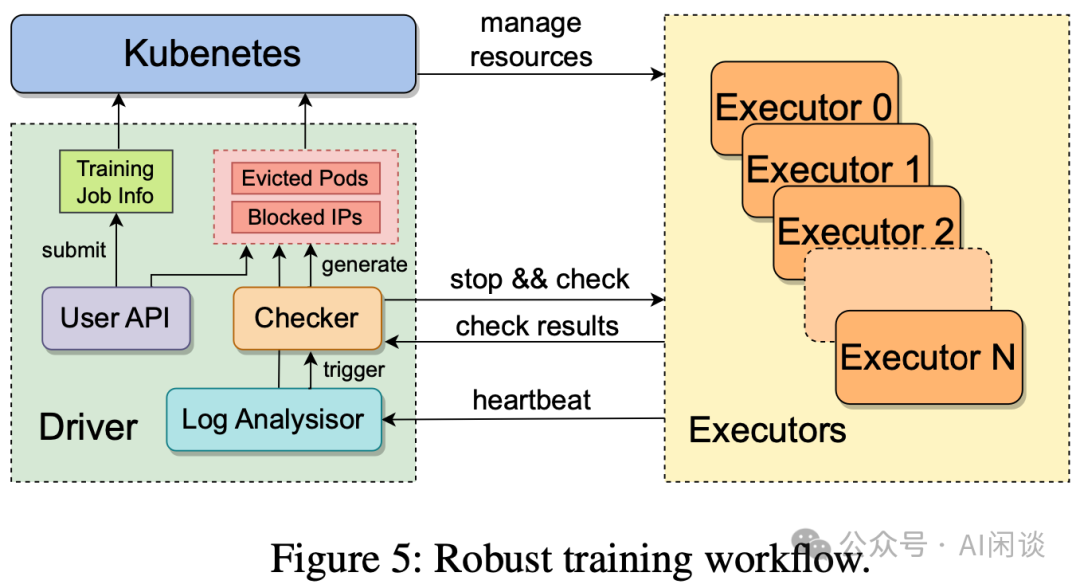 Kubenetes
manage
resources
Training
Job Info
Evicted Pods
Blocked IPs
submit
generate
User API
Checker
trigger
Log Analysisor
Driver
stop && check
check results
heartbeat
Executor 0
Executor 1
Executor 2
Executor N
Executors
Figure 5: Robust training workflow.
公众号 · AI闲谈